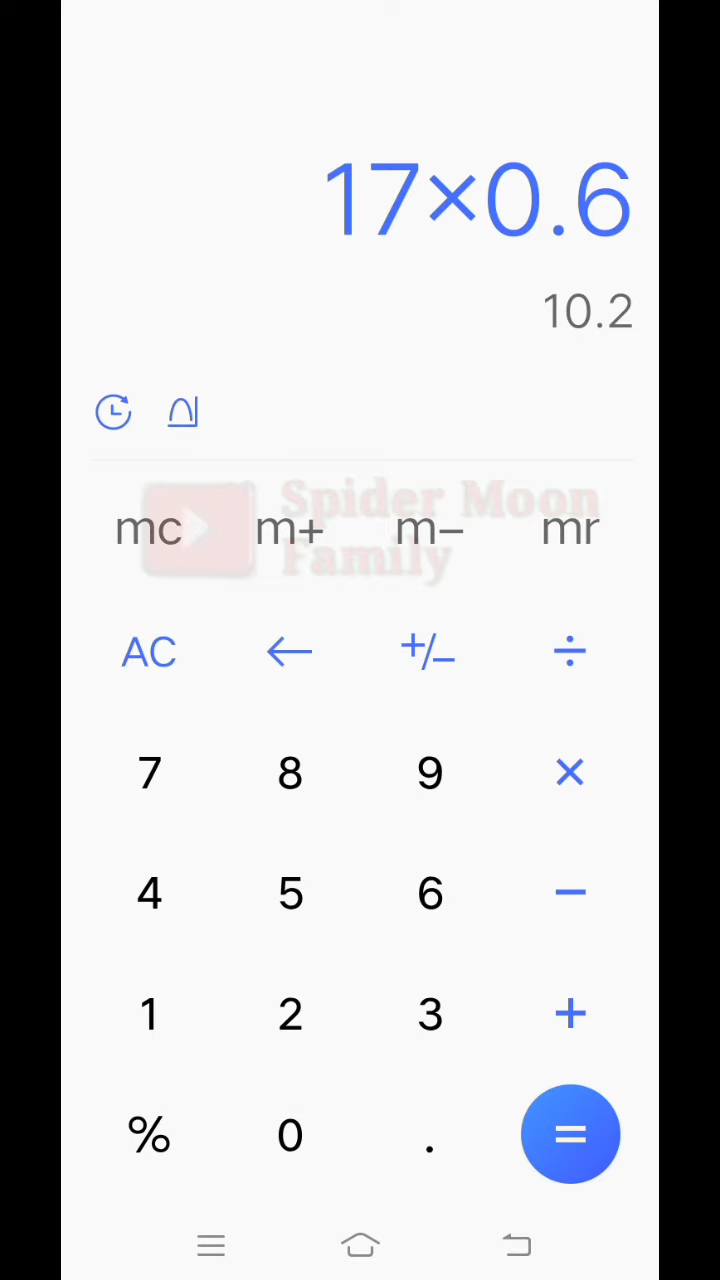 17×0.6
10.2
Spider Moon
Family
mc m+ m− mr
AC ← +/− ÷
7 8 9 ×
4 5 6 −
1 2 3 +
% 0 . =